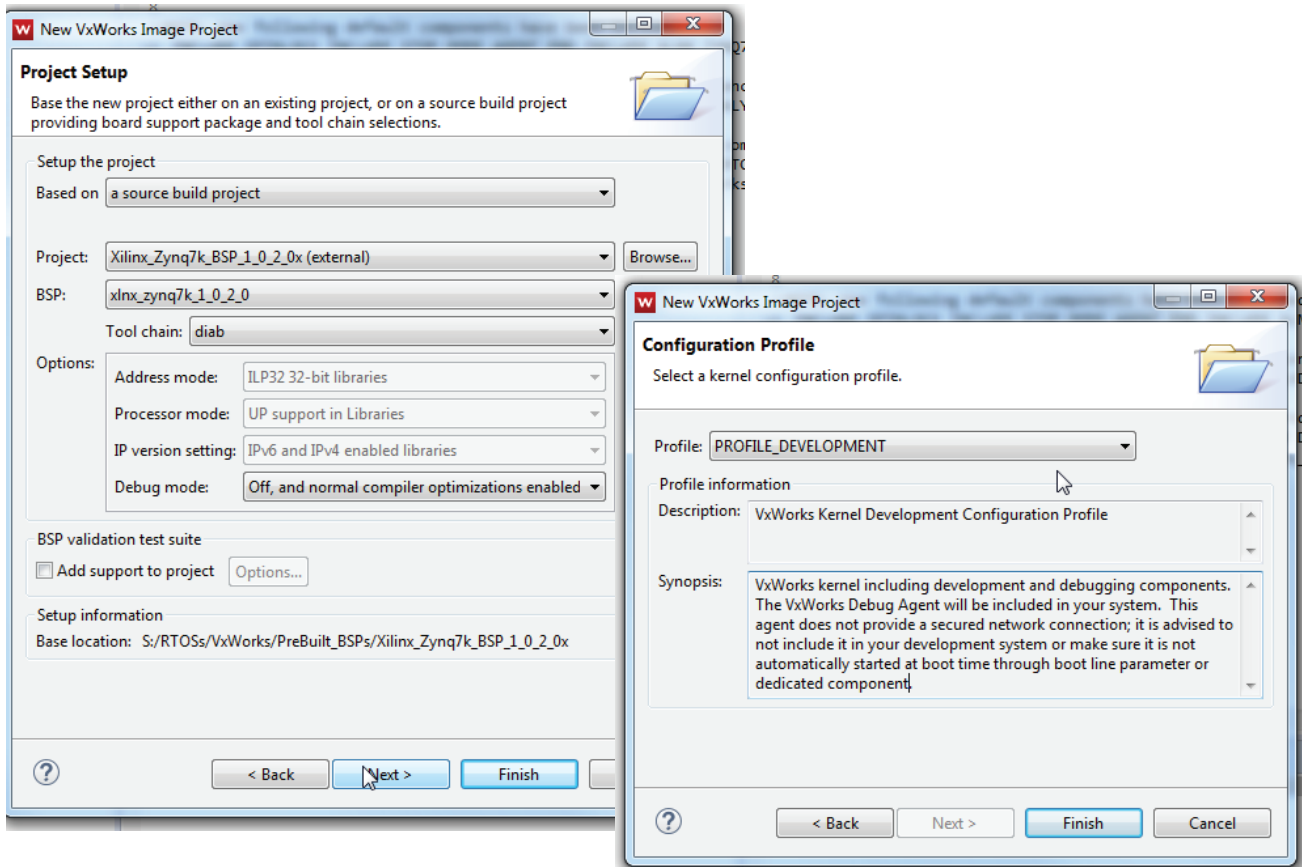 New VxWorks Image Project
Project Setup
Base the new project either on an existing project, or on a source build project
providing board support package and tool chain selections.
Setup the project
Based on a source build project
Project: Xilinx_Zynq7k_BSP_1_0_2_0x (external) Browse...
BSP: xlnx_zynq7k_1_0_2_0
Tool chain: diab
Options:
Address mode: ILP32 32-bit libraries
Processor mode: UP support in Libraries
IP version setting: IPv6 and IPv4 enabled libraries
Debug mode: Off, and normal compiler optimizations enabled
BSP validation test suite
Add support to project Options...
Setup information
Base location: S:/RTOSs/VxWorks/PreBuilt_BSPs/Xilinx_Zynq7k_BSP_1_0_2_0x
? < Back Next > Finish
New VxWorks Image Project
Configuration Profile
Select a kernel configuration profile.
Profile: PROFILE_DEVELOPMENT
Profile information
Description: VxWorks Kernel Development Configuration Profile
Synopsis: VxWorks kernel including development and debugging components.
The VxWorks Debug Agent will be included in your system. This
agent does not provide a secured network connection; it is advised to
not include it in your development system or make sure it is not
automatically started at boot time through boot line parameter or
dedicated component.
? < Back Next > Finish Cancel